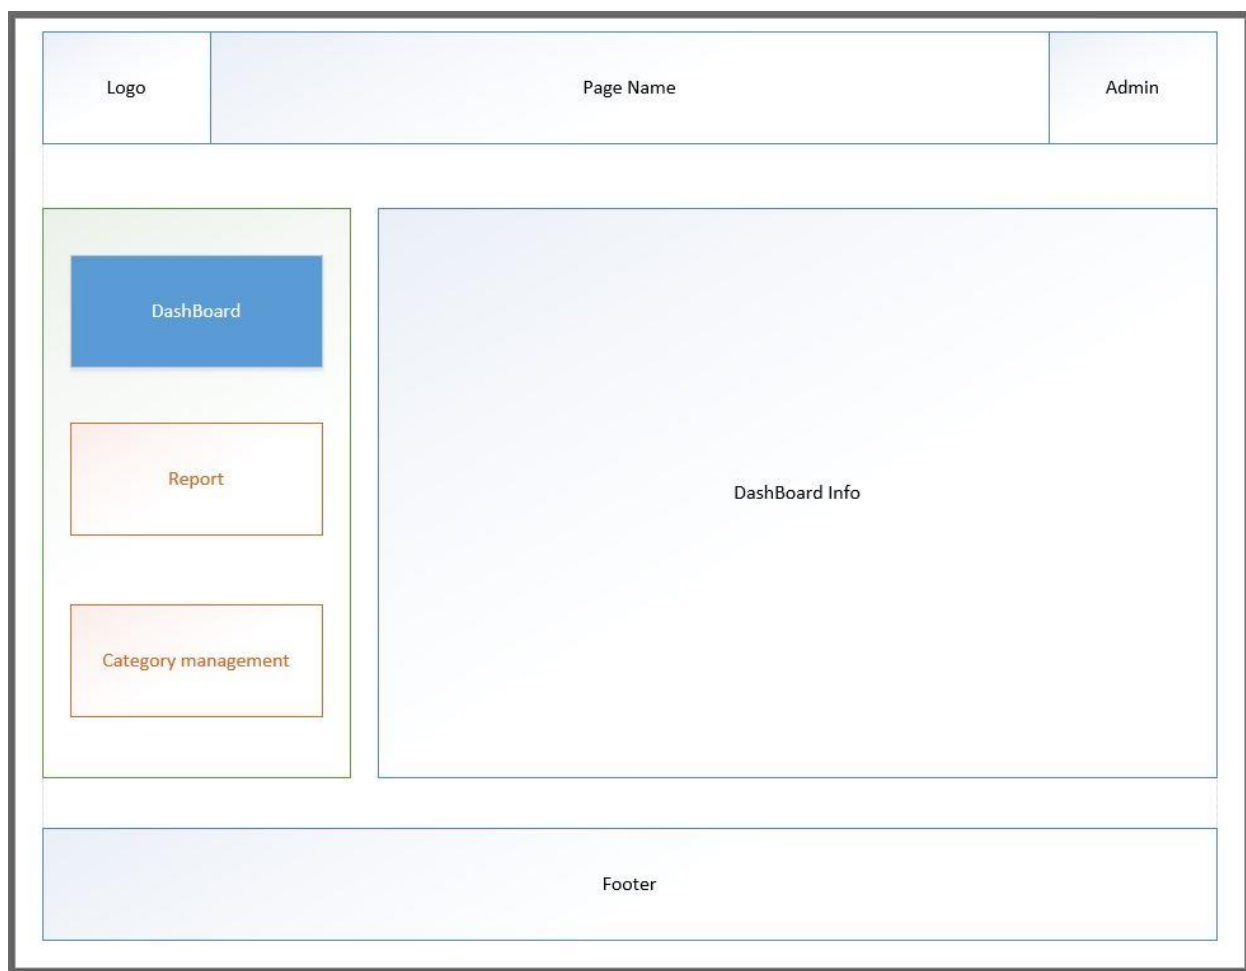 Logo
Page Name
Admin
DashBoard
Report
DashBoard Info
Category management
Footer